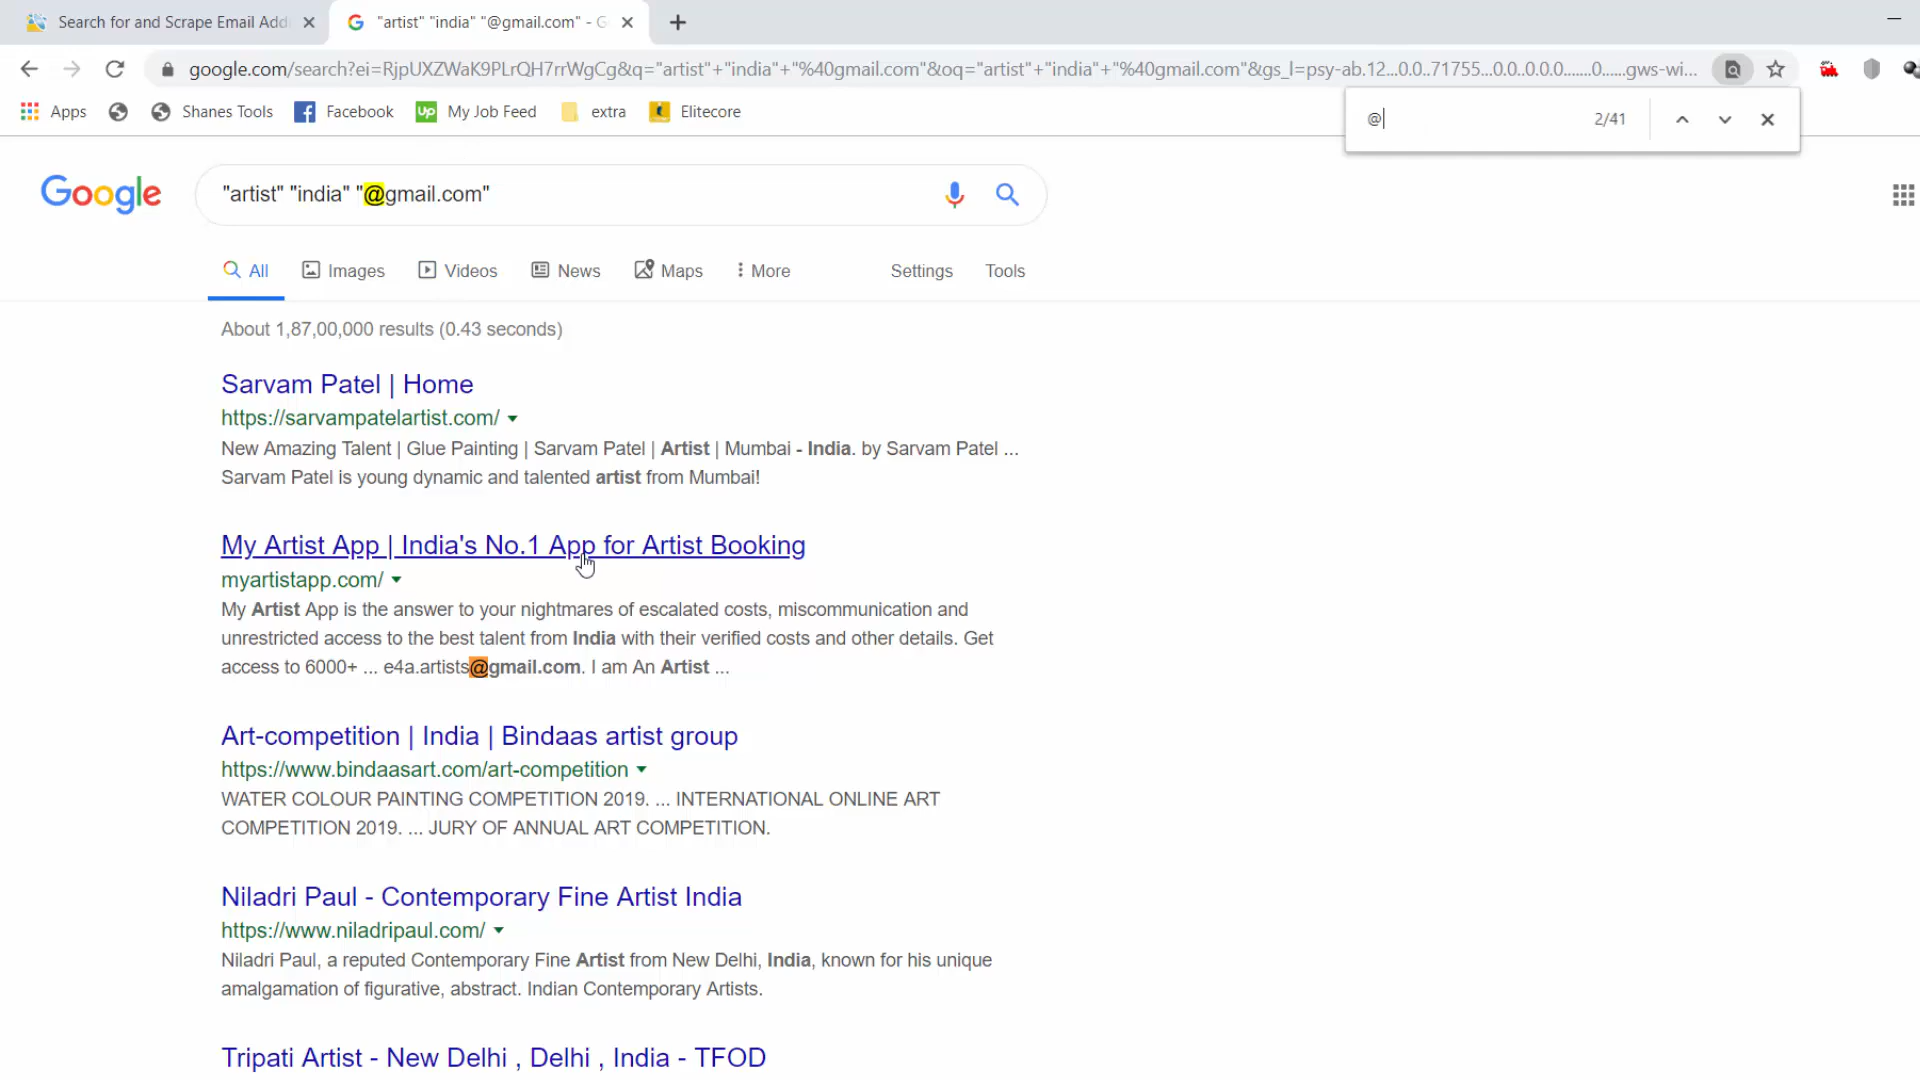 Search for and Scrape Email Add
"artist" "india" "@gmail.com" - G
google.com/search?ei=RjpUXZWaK9PLrQH7rrWgCg&q="artist"+"india"+"%40gmail.com"&oq="artist"+"india"+"%40gmail.com"&gs_l=psy-ab.12...0.0..71755...0.0..0.0.0.......0......gws-wi...
Apps
Shanes Tools
Facebook
Up My Job Feed
extra
Elitecore
@ 2/41
Google
"artist" "india" "@gmail.com"
All Images Videos News Maps More Settings Tools
About 1,87,00,000 results (0.43 seconds)
Sarvam Patel | Home
https://sarvampatelartist.com/
New Amazing Talent | Glue Painting | Sarvam Patel | Artist | Mumbai - India. by Sarvam Patel ...
Sarvam Patel is young dynamic and talented artist from Mumbai!
My Artist App | India's No.1 App for Artist Booking
myartistapp.com/
My Artist App is the answer to your nightmares of escalated costs, miscommunication and
unrestricted access to the best talent from India with their verified costs and other details. Get
access to 6000+ ... e4a.artists@gmail.com. I am An Artist ...
Art-competition | India | Bindaas artist group
https://www.bindaasart.com/art-competition
WATER COLOUR PAINTING COMPETITION 2019. ... INTERNATIONAL ONLINE ART
COMPETITION 2019. ... JURY OF ANNUAL ART COMPETITION.
Niladri Paul - Contemporary Fine Artist India
https://www.niladripaul.com/
Niladri Paul, a reputed Contemporary Fine Artist from New Delhi, India, known for his unique
amalgamation of figurative, abstract. Indian Contemporary Artists.
Tripati Artist - New Delhi , Delhi , India - TFOD